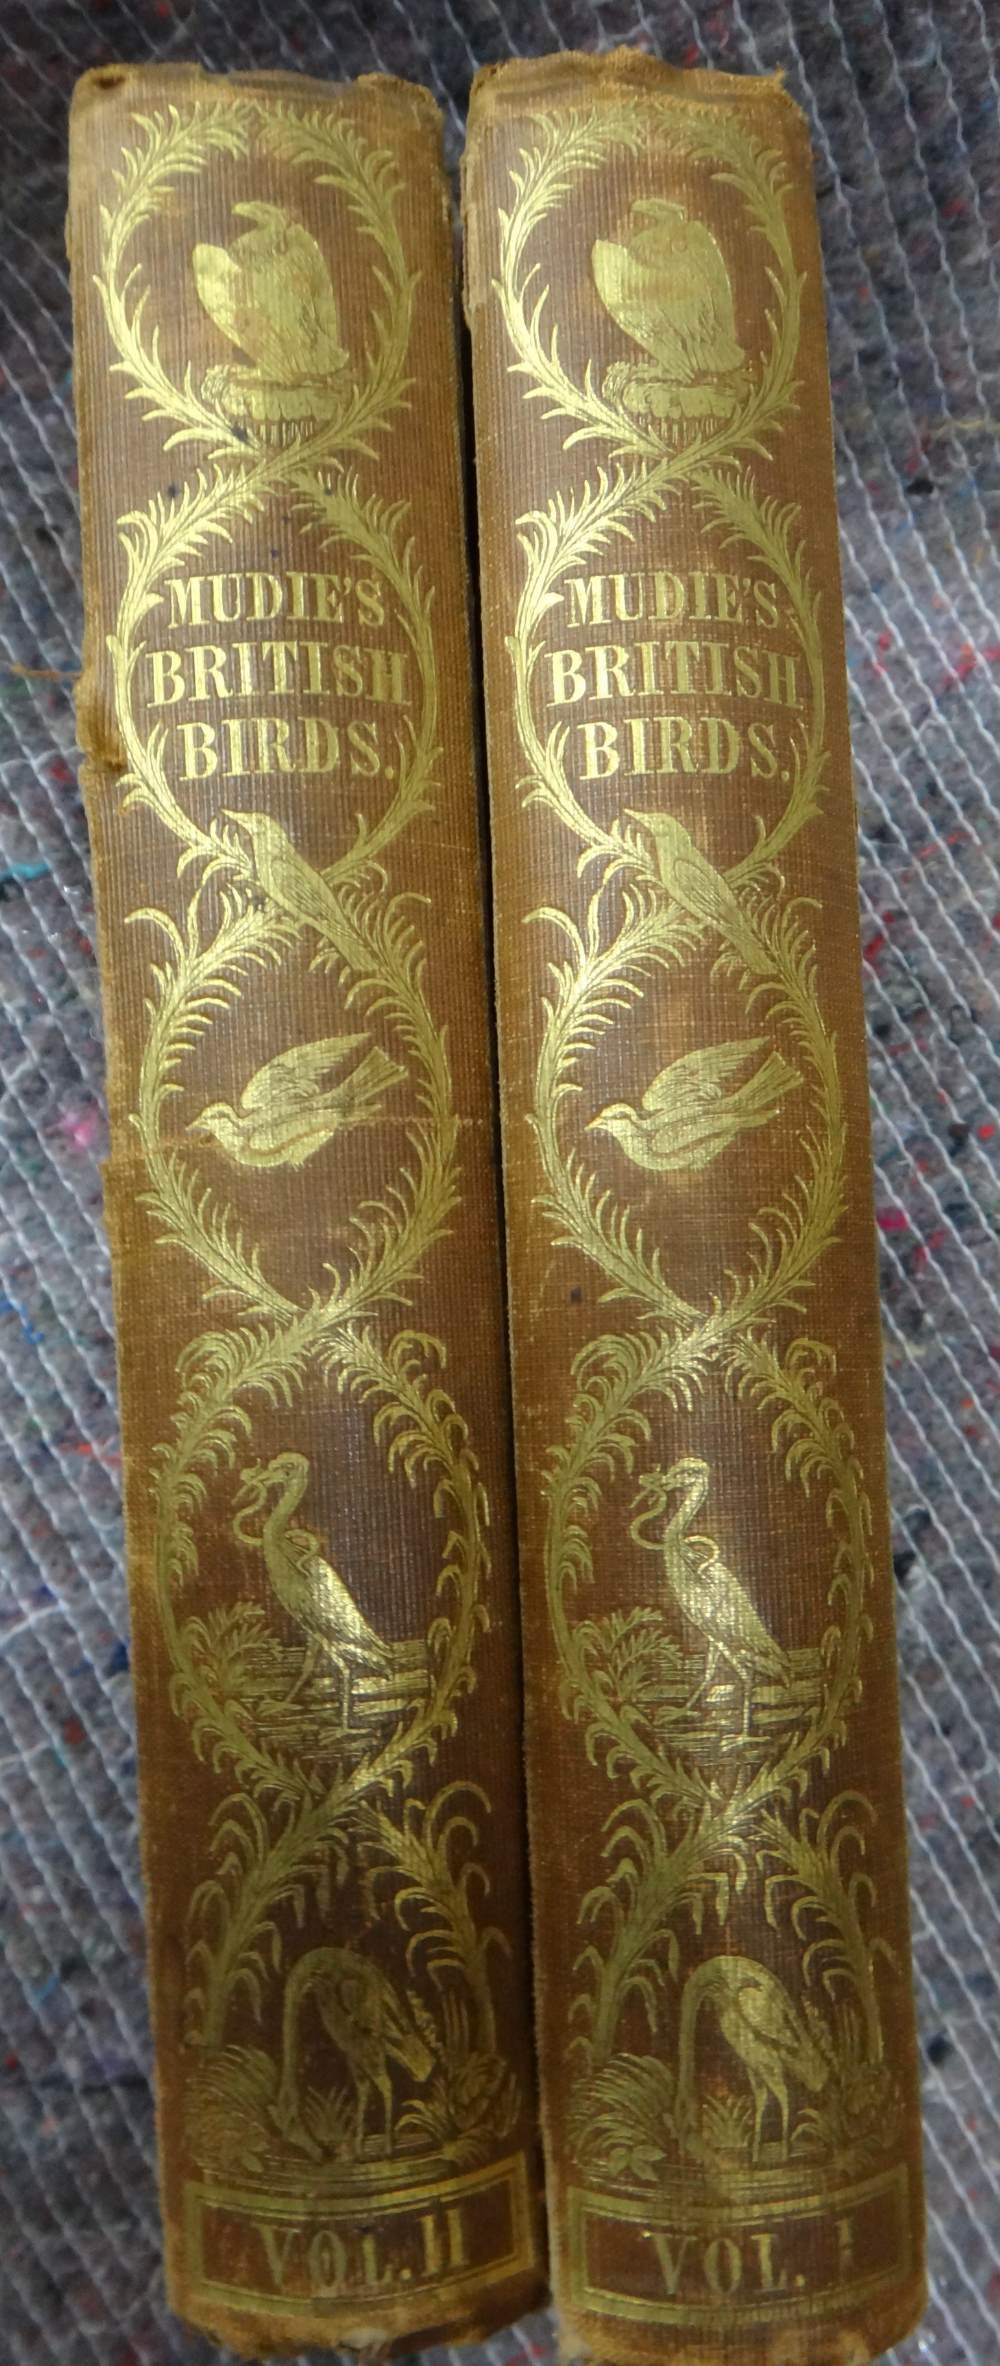 MUDIE'S
BRITISH
BIRDS.
VOL. II
MUDIE'S
BRITISH
BIRDS.
VOL. I